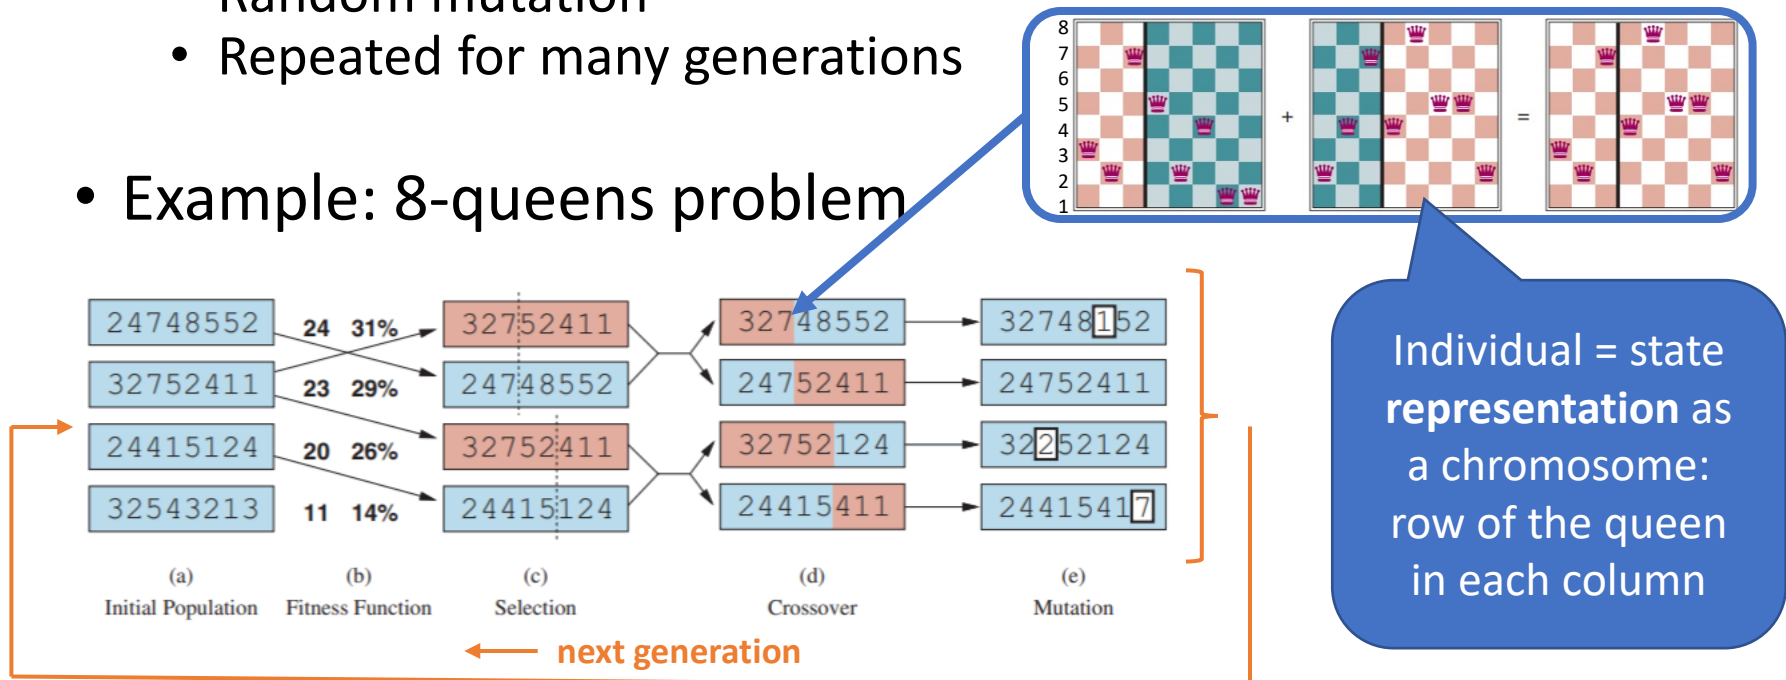 Random mutation
• Repeated for many generations
• Example: 8-queens problem
8
7
6
5
4
3
2
1
+
=
24748552
32752411
24415124
32543213
24 31%
23 29%
20 26%
11 14%
32752411
24748552
32752411
24415124
32748552
24752411
32752124
24415411
32748152
24752411
32252124
24415417
(a)
Initial Population
(b)
Fitness Function
(c)
Selection
(d)
Crossover
(e)
Mutation
next generation
Individual = state
representation as
a chromosome:
row of the queen
in each column